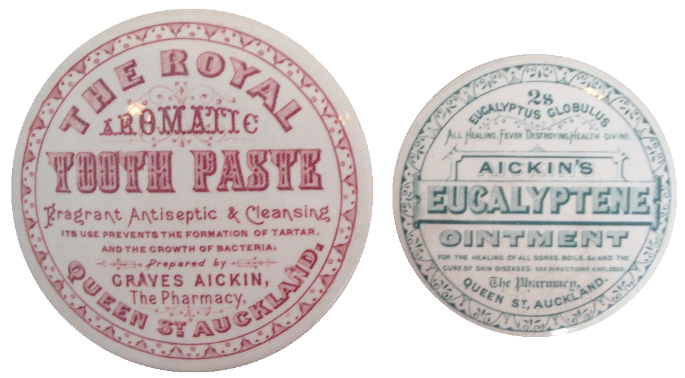 THE ROYAL
AROMATIC
TOOTH PASTE
Fragrant Antiseptic & Cleansing
ITS USE PREVENTS THE FORMATION OF TARTAR.
AND THE GROWTH OF BACTERIA.
Prepared by
GRAVES AICKIN,
The Pharmacy,
QUEEN ST AUCKLAND.
2s
EUCALYPTUS GLOBULUS
ALL HEALING, FEVER DESTROYING, HEALTH GIVING
AICKIN'S
EUCALYPTENE
OINTMENT
FOR THE HEALING OF ALL SORES, BOILS, &c AND THE
CURE OF SKIN DISEASES. SEE DIRECTIONS ENCLOSED
The Pharmacy,
QUEEN ST, AUCKLAND.